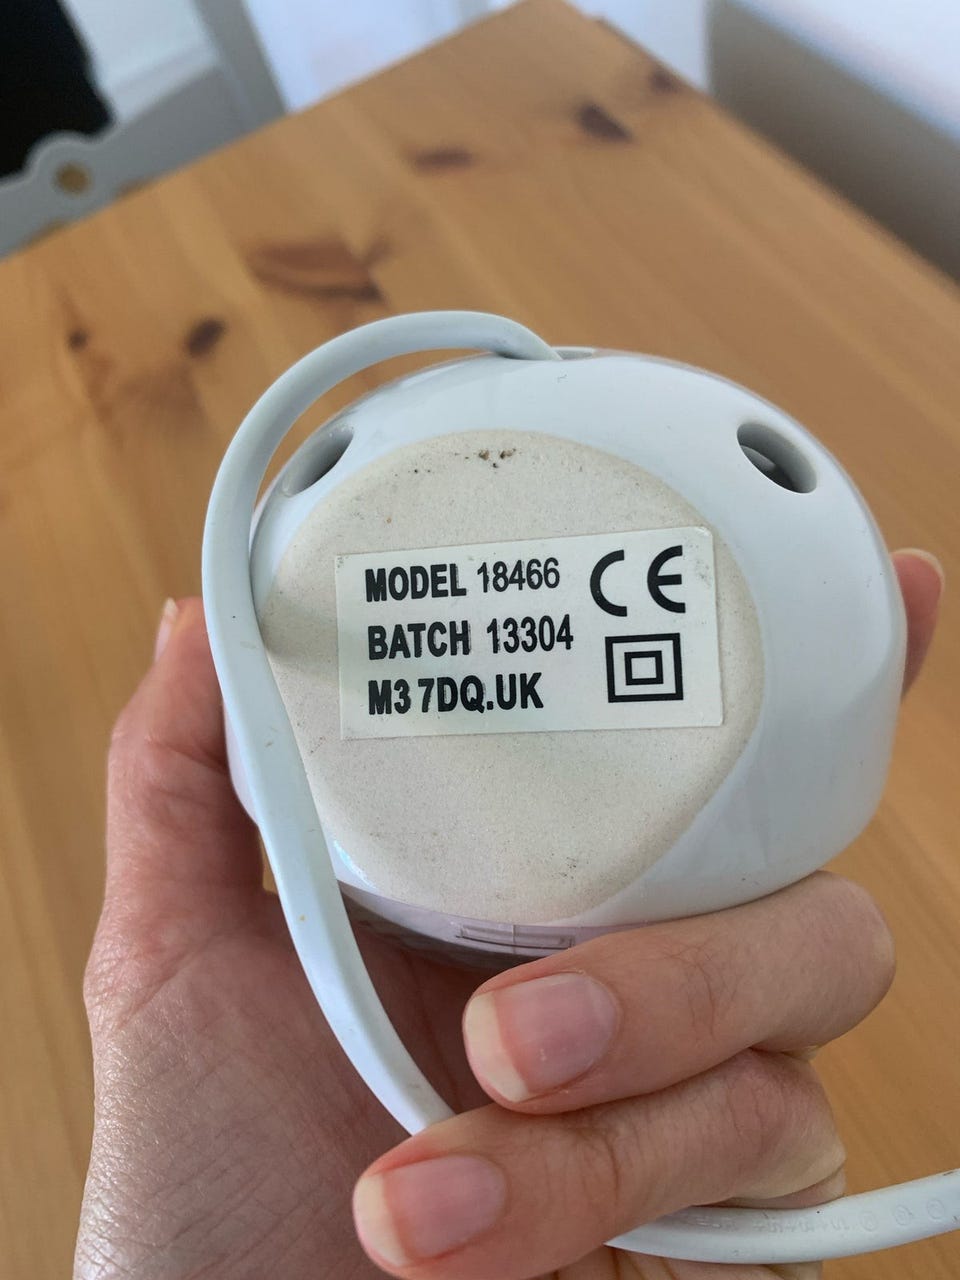 MODEL 18466
BATCH 13304
M3 7DQ.UK
CE